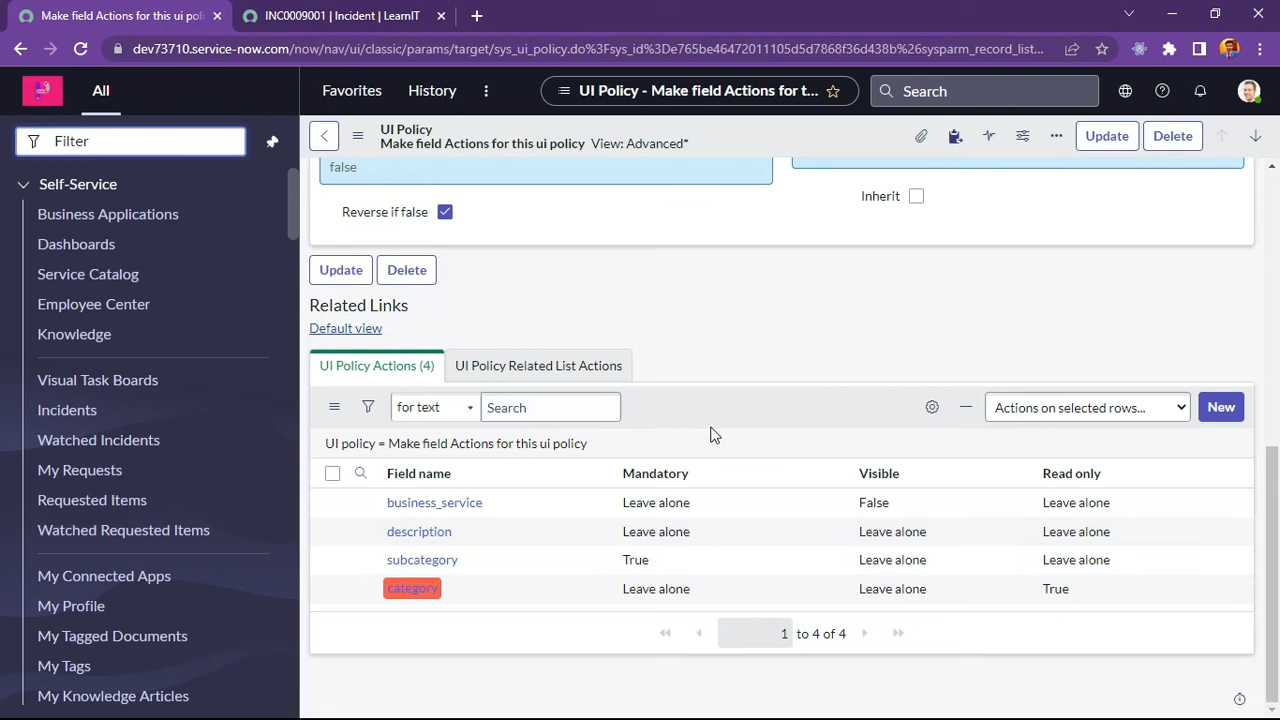 Make field Actions for this ui poli
INC0009001 | Incident | LearnIT
dev73710.service-now.com/now/nav/ui/classic/params/target/sys_ui_policy.do%3Fsys_id%3De765be46472011105d5d7868f36d438b%26sysparm_record_list...
All
Favorites
History
UI Policy - Make field Actions for t...
Search
Filter
UI Policy
Make field Actions for this ui policy View: Advanced*
Update
Delete
Self-Service
Business Applications
Dashboards
Service Catalog
Employee Center
Knowledge
Visual Task Boards
Incidents
Watched Incidents
My Requests
Requested Items
Watched Requested Items
My Connected Apps
My Profile
My Tagged Documents
My Tags
My Knowledge Articles
false
Inherit
Reverse if false
Update
Delete
Related Links
Default view
UI Policy Actions (4)
UI Policy Related List Actions
for text
Search
Actions on selected rows...
New
UI policy = Make field Actions for this ui policy
Field name Mandatory Visible Read only
business_service Leave alone False Leave alone
description Leave alone Leave alone Leave alone
subcategory True Leave alone Leave alone
category Leave alone Leave alone True
1 to 4 of 4